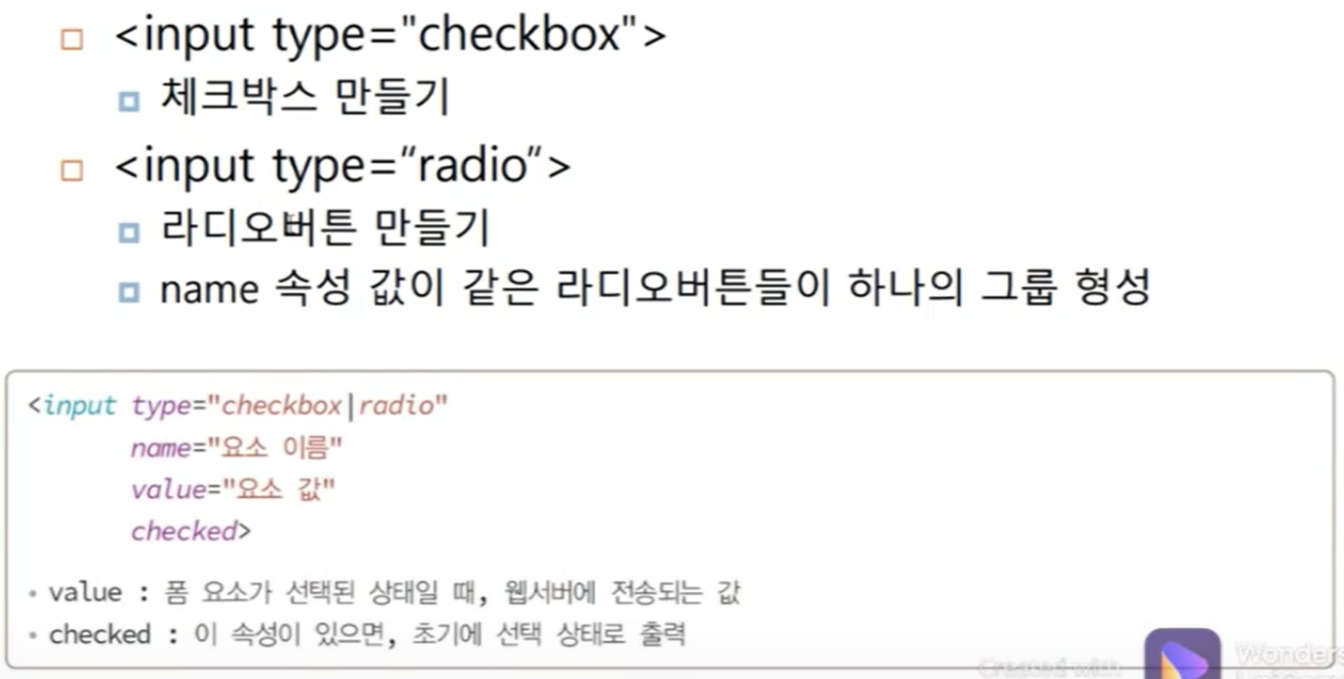 <input type="checkbox">
체크박스 만들기
<input type="radio">
라디오버튼 만들기
name 속성 값이 같은 라디오버튼들이 하나의 그룹 형성
<input type="checkbox|radio"
name="요소 이름"
value="요소 값"
checked>
• value : 폼 요소가 선택된 상태일 때, 웹서버에 전송되는 값
• checked : 이 속성이 있으면, 초기에 선택 상태로 출력
Created with